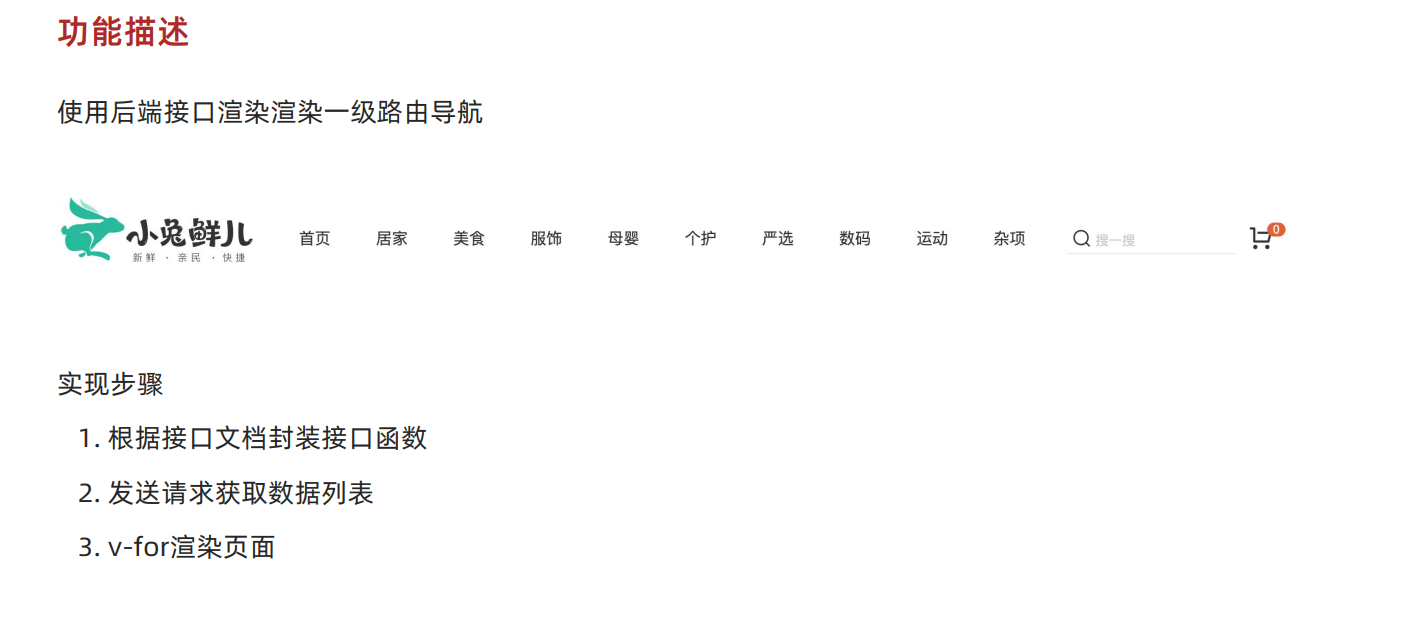 功能描述
使用后端接口渲染渲染一级路由导航
小兔鲜儿
新鲜 · 亲民 · 快捷
首页 居家 美食 服饰 母婴 个护 严选 数码 运动 杂项 搜一搜 0
实现步骤
1. 根据接口文档封装接口函数
2. 发送请求获取数据列表
3. v-for渲染页面